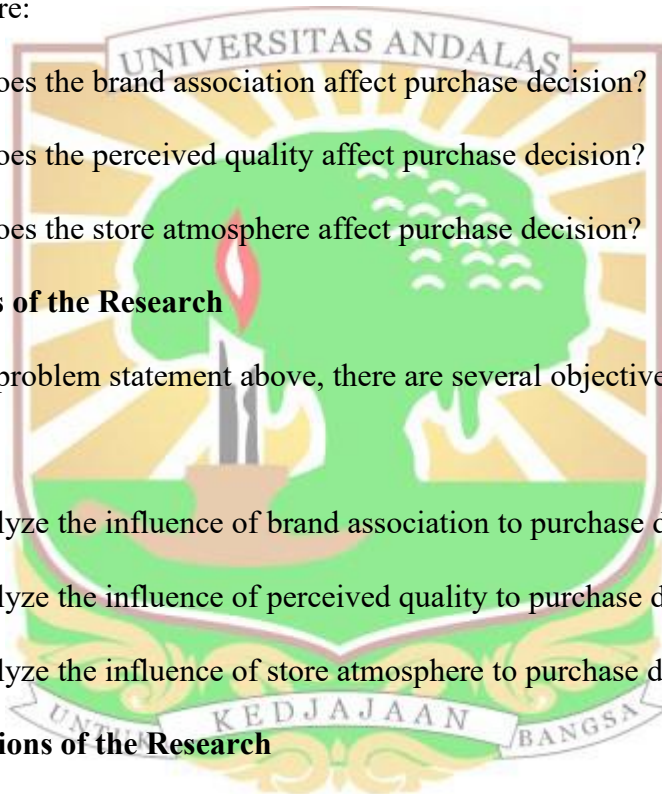 re:
UNIVERSITAS ANDALAS
oes the brand association affect purchase decision?
oes the perceived quality affect purchase decision?
oes the store atmosphere affect purchase decision?
s of the Research
problem statement above, there are several objective
lyze the influence of brand association to purchase d
lyze the influence of perceived quality to purchase d
lyze the influence of store atmosphere to purchase d
UNTUK KEDJAJAAN BANGSA
ions of the Research